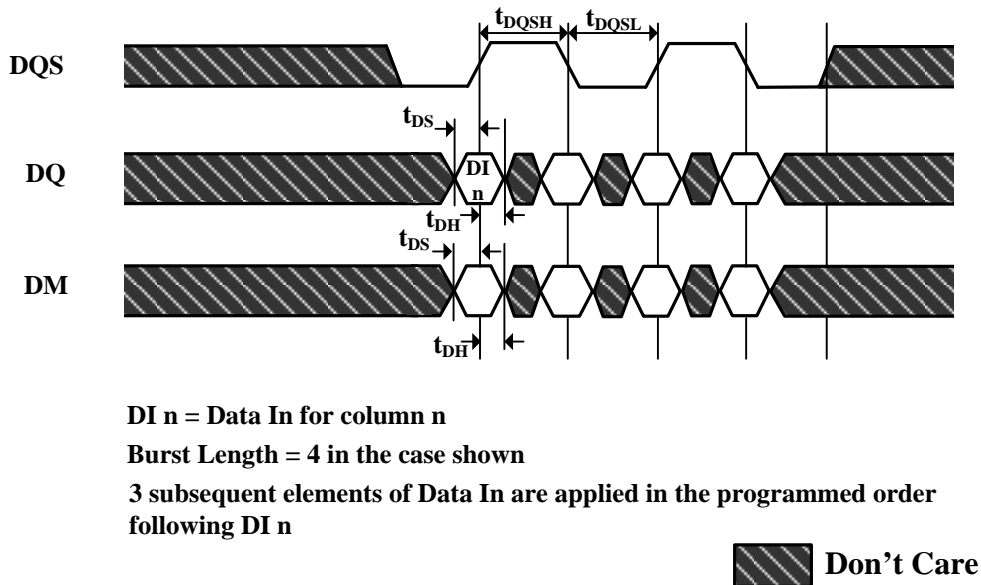 tDQSH tDQSL
DQS
tDS
DQ
DI
n
tDH
tDS
DM
tDH
DI n = Data In for column n
Burst Length = 4 in the case shown
3 subsequent elements of Data In are applied in the programmed order
following DI n
Don't Care